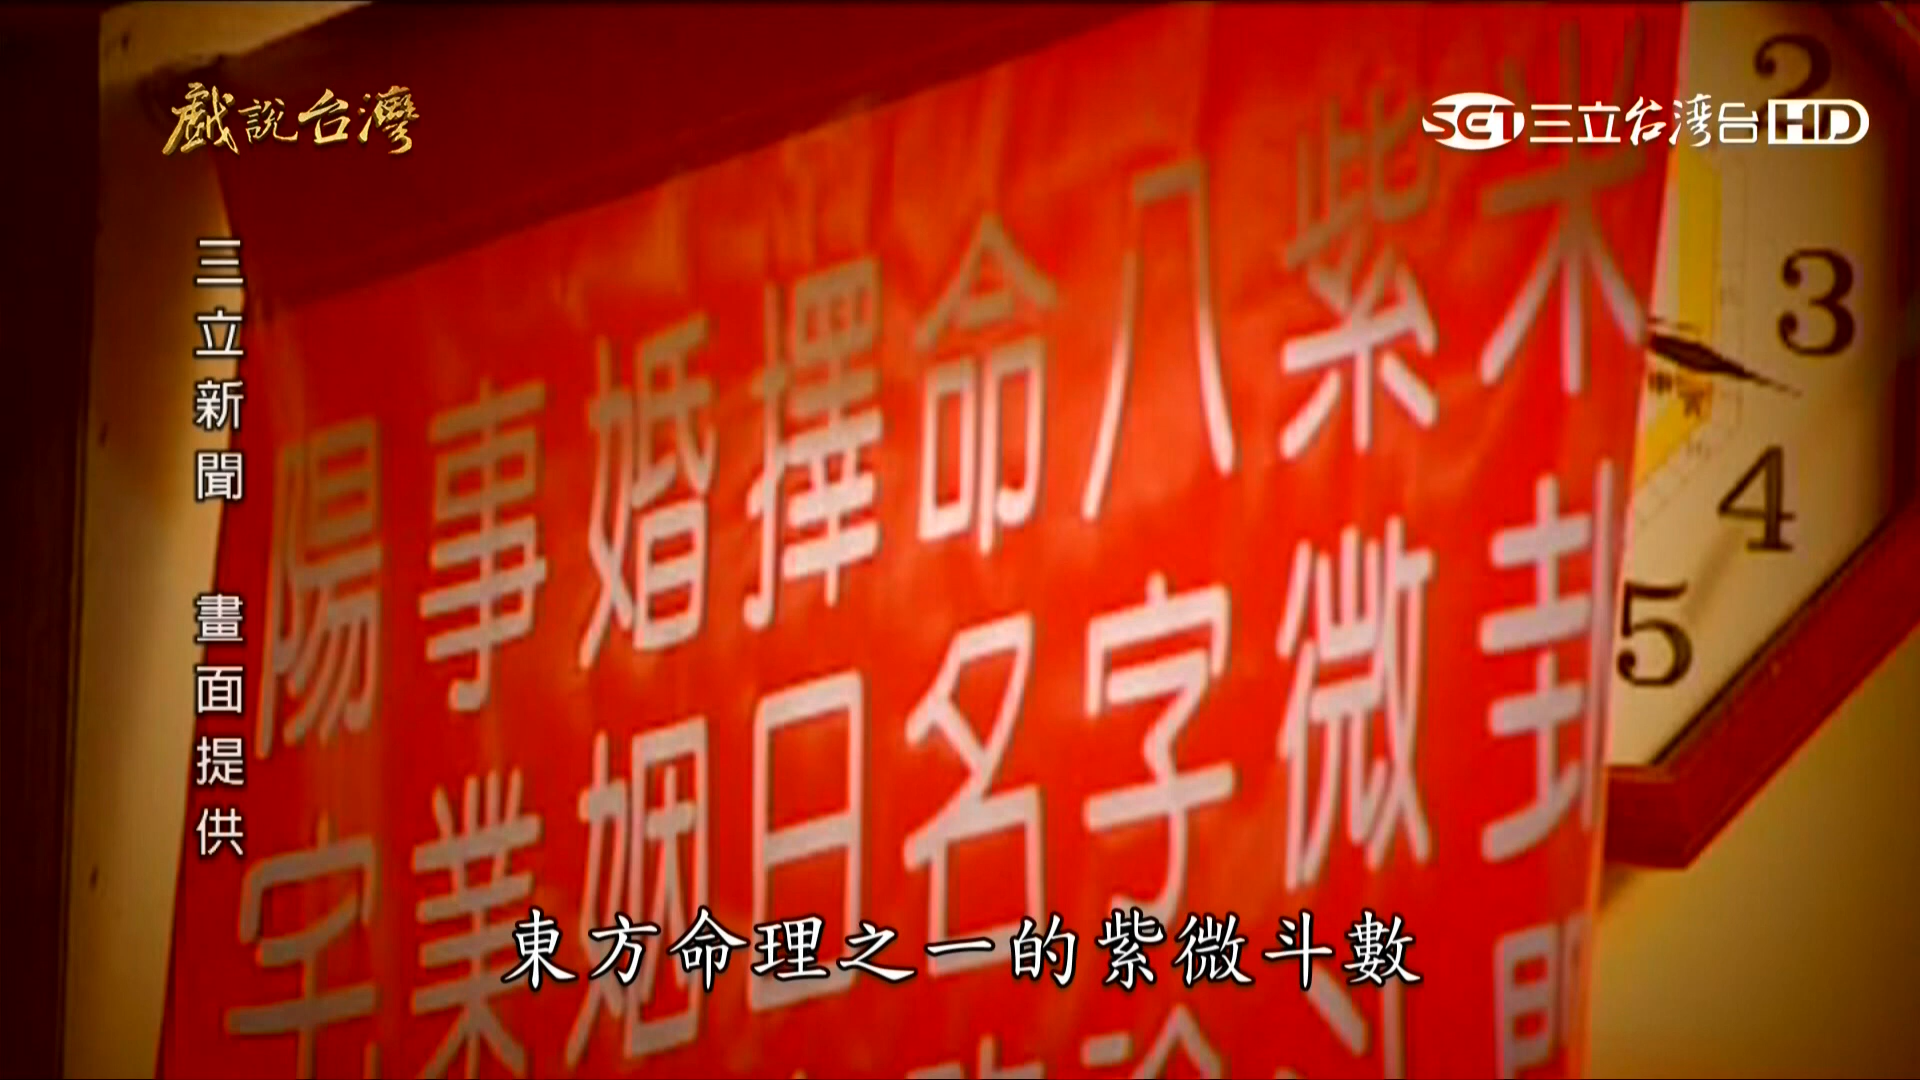 戲說台灣
SET三立台灣台HD
三立新聞 畫面提供
米卦
紫微斗
八字
命名
擇日
婚姻
事業
陽宅
2
3
4
5
東方命理之一的紫微斗數